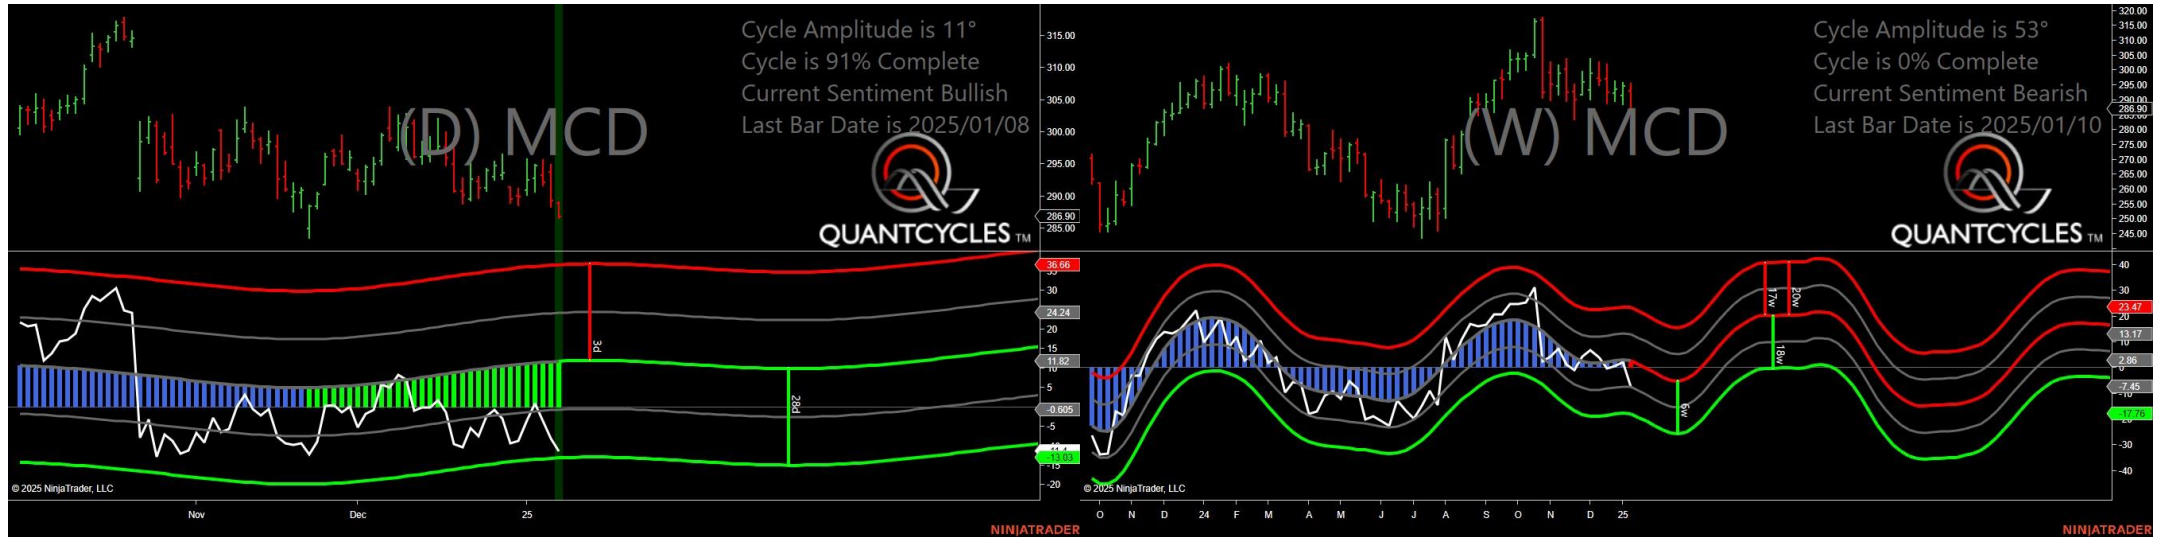 Cycle Amplitude is 11°
Cycle is 91% Complete
Current Sentiment Bullish
Last Bar Date is 2025/01/08
(D) MCD
QUANTCYCLES TM
315.00
310.00
305.00
300.00
295.00
290.00
286.90
285.00
36.66
30
24.24
20
15
11.82
5
-0.605
-5
-13.03
-15
-20
3d
28d
© 2025 NinjaTrader, LLC
Nov
Dec
25
NINJATRADER
Cycle Amplitude is 53°
Cycle is 0% Complete
Current Sentiment Bearish
Last Bar Date is 2025/01/10
(W) MCD
QUANTCYCLES TM
320.00
315.00
310.00
305.00
300.00
295.00
290.00
286.90
280.00
275.00
270.00
265.00
260.00
255.00
250.00
245.00
40
30
23.47
20
13.17
2.86
-7.45
-17.76
-30
-40
17w
20w
18w
6w
© 2025 NinjaTrader, LLC
O N D 24 F M A M J J A S O N D 25
NINJATRADER